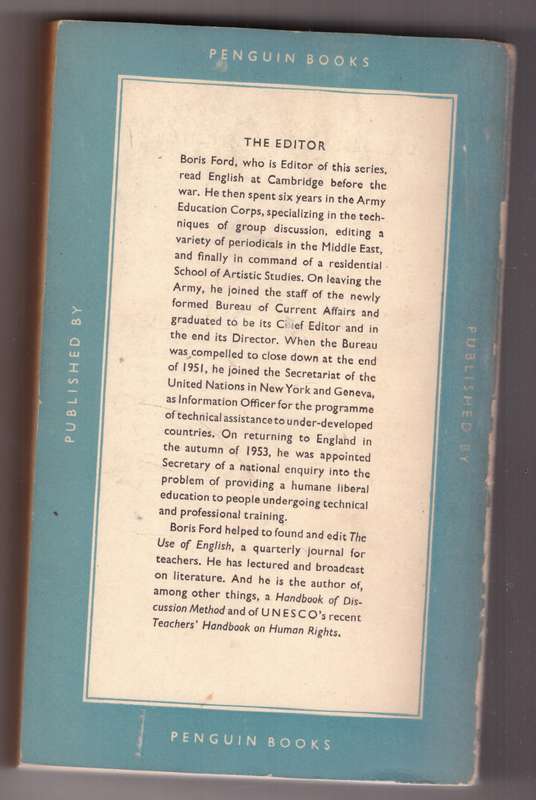 PENGUIN BOOKS
PUBLISHED BY
THE EDITOR
Boris Ford, who is Editor of this series,
read English at Cambridge before the
war. He then spent six years in the Army
Education Corps, specializing in the tech-
niques of group discussion, editing a
variety of periodicals in the Middle East,
and finally in command of a residential
School of Artistic Studies. On leaving the
Army, he joined the staff of the newly
formed Bureau of Current Affairs and
graduated to be its Chief Editor and in
the end its Director. When the Bureau
was compelled to close down at the end
of 1951, he joined the Secretariat of the
United Nations in New York and Geneva,
as Information Officer for the programme
of technical assistance to under-developed
countries. On returning to England in
the autumn of 1953, he was appointed
Secretary of a national enquiry into the
problem of providing a humane liberal
education to people undergoing technical
and professional training.
Boris Ford helped to found and edit The
Use of English, a quarterly journal for
teachers. He has lectured and broadcast
on literature. And he is the author of,
among other things, a Handbook of Dis-
cussion Method and of UNESCO's recent
Teachers' Handbook on Human Rights.
PUBLISHED BY
PENGUIN BOOKS